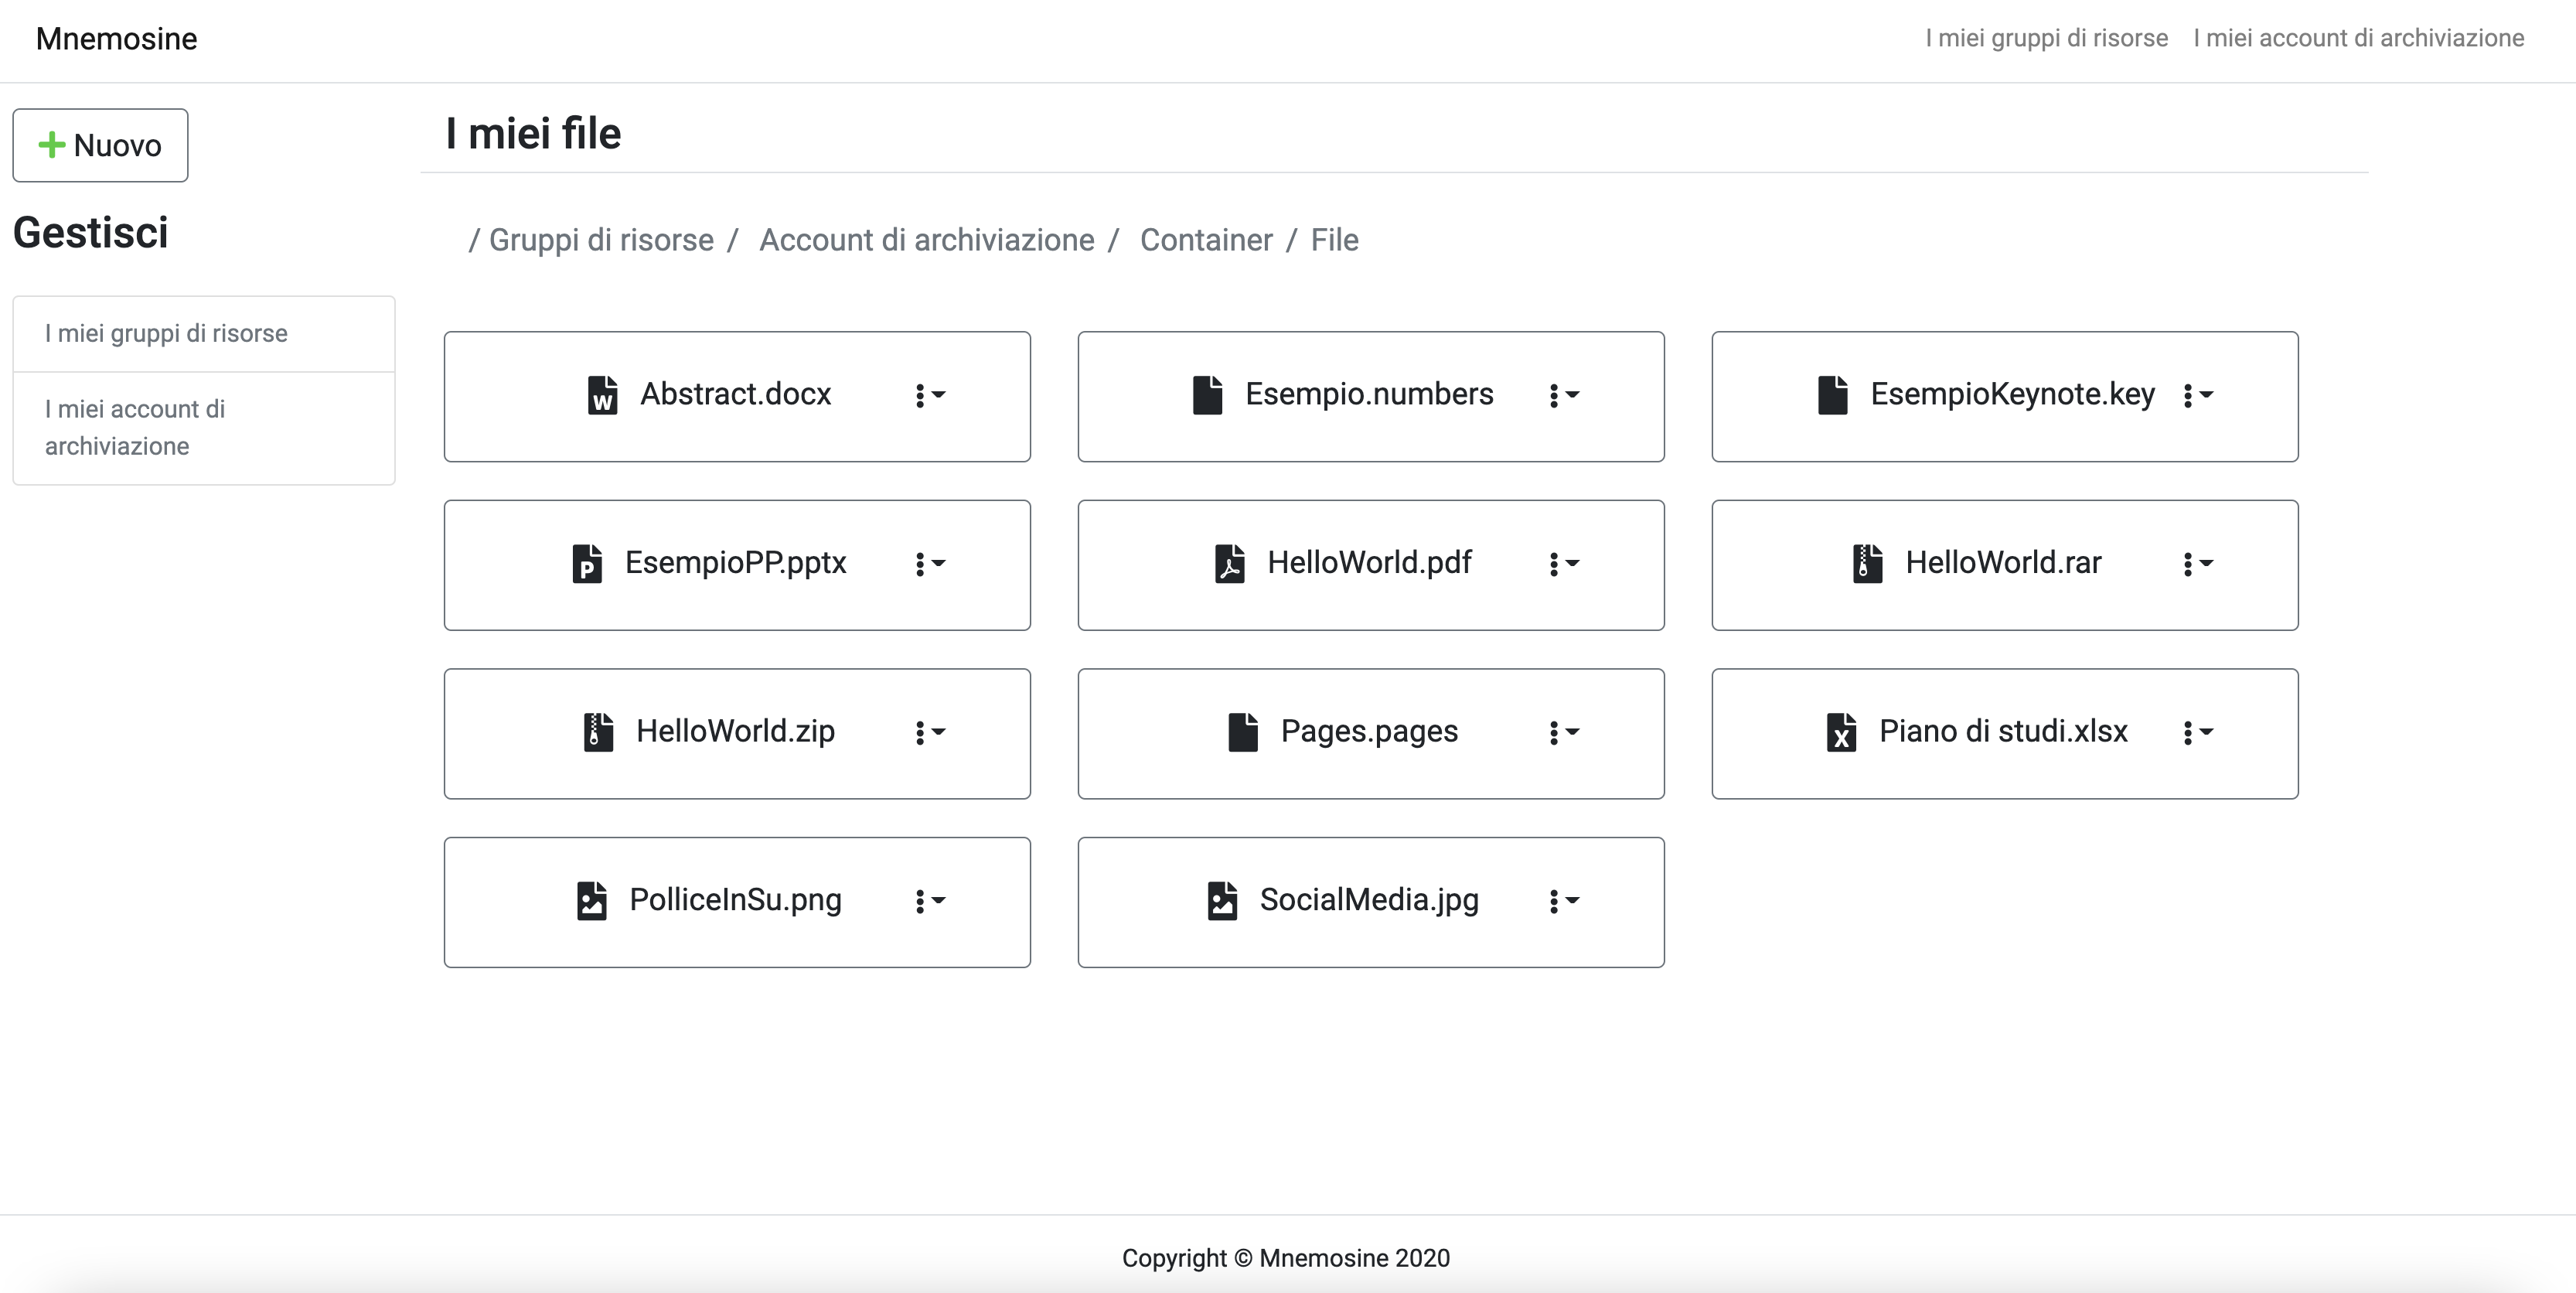 Mnemosine
I miei gruppi di risorse I miei account di archiviazione
Nuovo
Gestisci
I miei gruppi di risorse
I miei account di
archiviazione
I miei file
/ Gruppi di risorse / Account di archiviazione / Container / File
Abstract.docx
Esempio.numbers
EsempioKeynote.key
EsempioPP.pptx
HelloWorld.pdf
HelloWorld.rar
HelloWorld.zip
Pages.pages
Piano di studi.xlsx
PolliceInSu.png
SocialMedia.jpg
Copyright © Mnemosine 2020